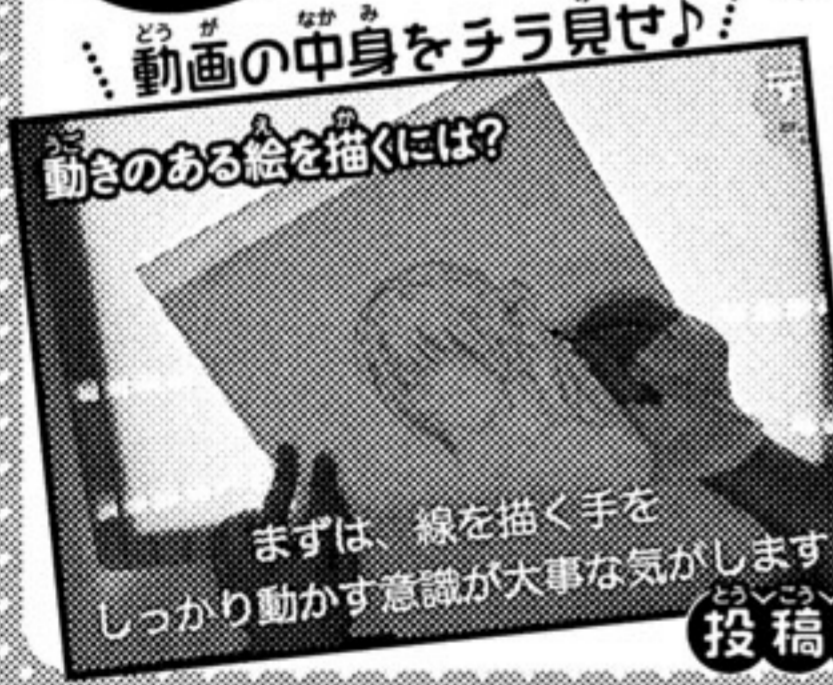 動画の中身をチラ見せ♪
動きのある絵を描くには?
まずは、線を描く手を
しっかり動かす意識が大事な気がします
投稿